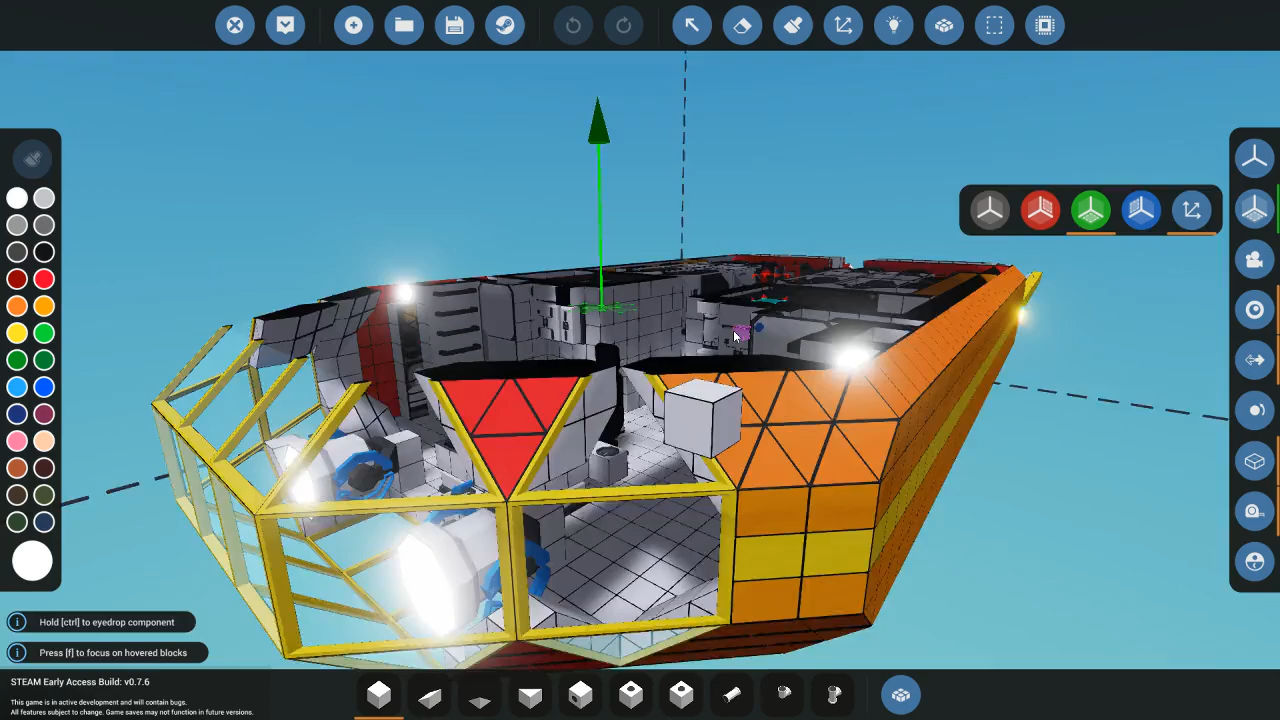 Hold [ctrl] to eyedrop component
Press [f] to focus on hovered blocks
STEAM Early Access Build: v0.7.6
This game is in active development and will contain bugs.
All features subject to change. Game saves may not function in future versions.